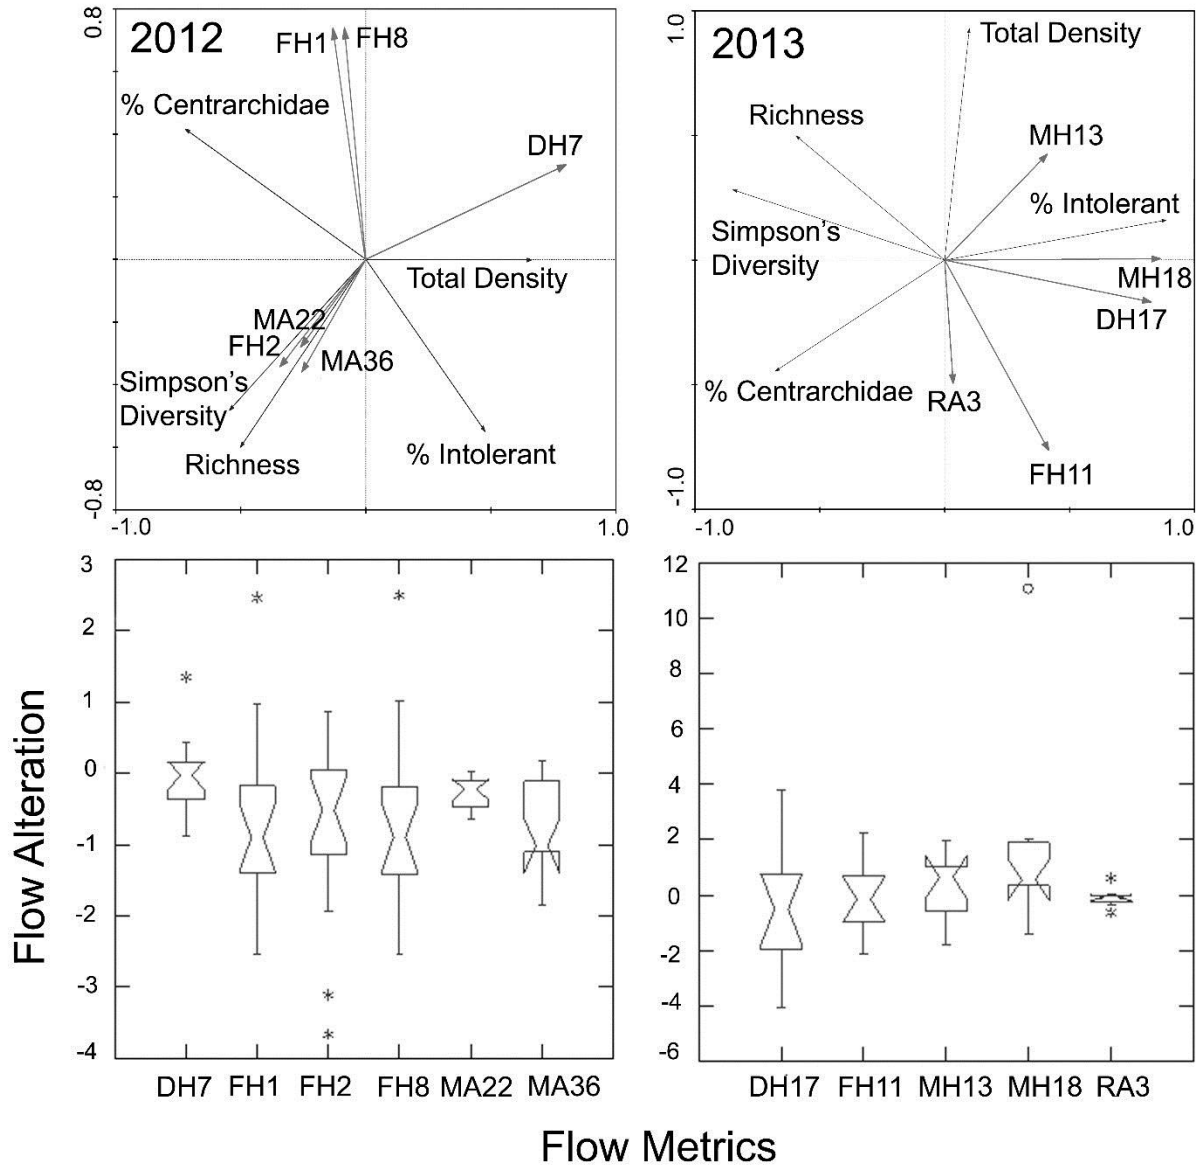 2012
0.8
FH1
FH8
% Centrarchidae
DH7
Total Density
MA22
FH2
MA36
Simpson's
Diversity
Richness
% Intolerant
-0.8
-1.0
1.0
2013
1.0
Total Density
Richness
MH13
% Intolerant
Simpson's
Diversity
MH18
DH17
% Centrarchidae
RA3
FH11
-1.0
-1.0
1.0
Flow Alteration
3
2
1
0
-1
-2
-3
-4
DH7
FH1
FH2
FH8
MA22
MA36
12
10
8
6
4
2
0
-2
-4
-6
DH17
FH11
MH13
MH18
RA3
Flow Metrics